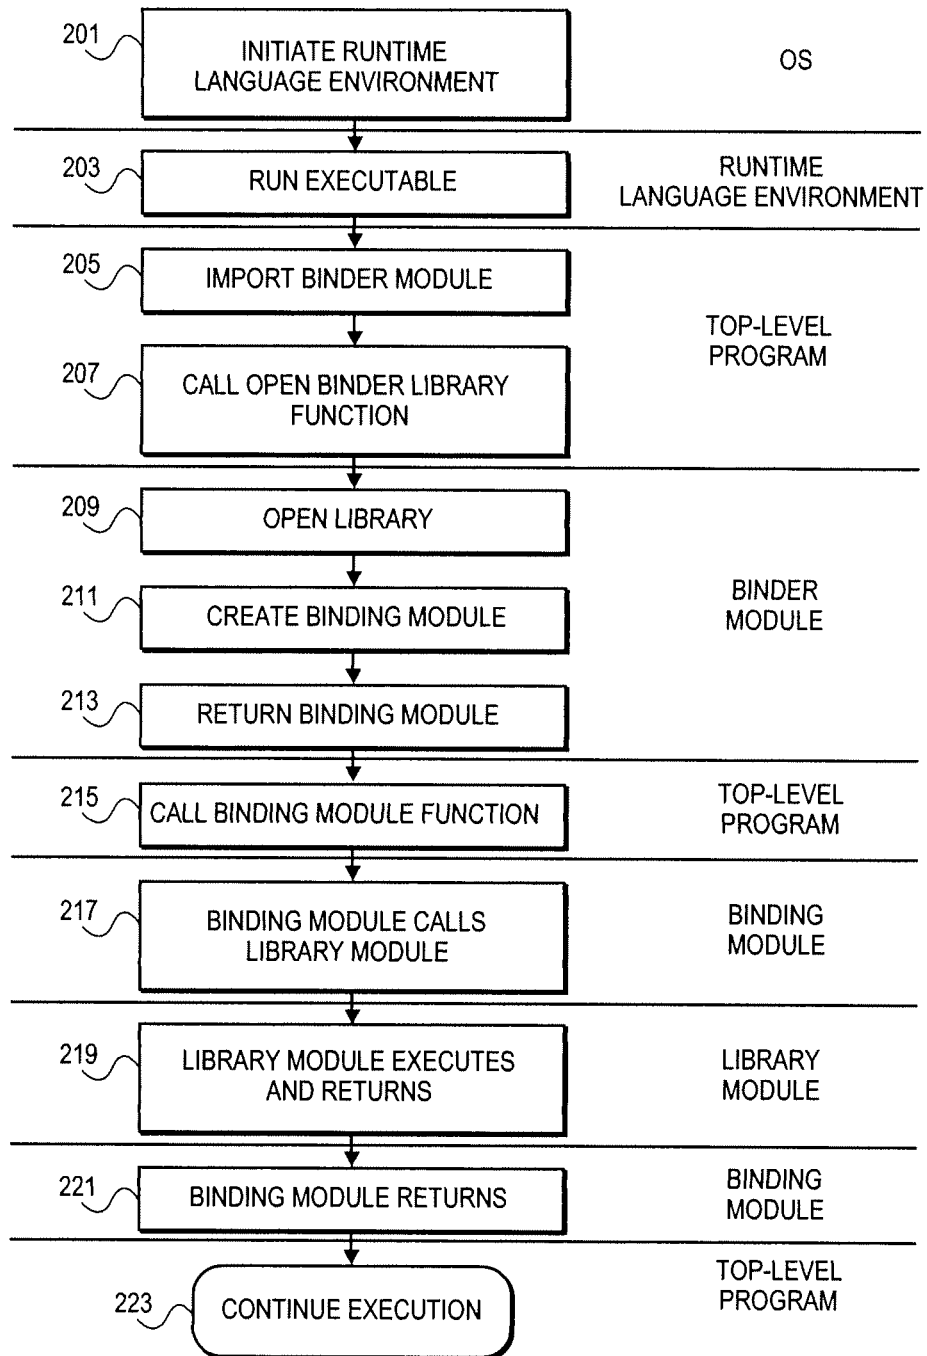 201
INITIATE RUNTIME
LANGUAGE ENVIRONMENT
OS
203
RUN EXECUTABLE
RUNTIME
LANGUAGE ENVIRONMENT
205
IMPORT BINDER MODULE
207
CALL OPEN BINDER LIBRARY
FUNCTION
TOP-LEVEL
PROGRAM
209
OPEN LIBRARY
211
CREATE BINDING MODULE
BINDER
MODULE
213
RETURN BINDING MODULE
215
CALL BINDING MODULE FUNCTION
TOP-LEVEL
PROGRAM
217
BINDING MODULE CALLS
LIBRARY MODULE
BINDING
MODULE
219
LIBRARY MODULE EXECUTES
AND RETURNS
LIBRARY
MODULE
221
BINDING MODULE RETURNS
BINDING
MODULE
223
CONTINUE EXECUTION
TOP-LEVEL
PROGRAM